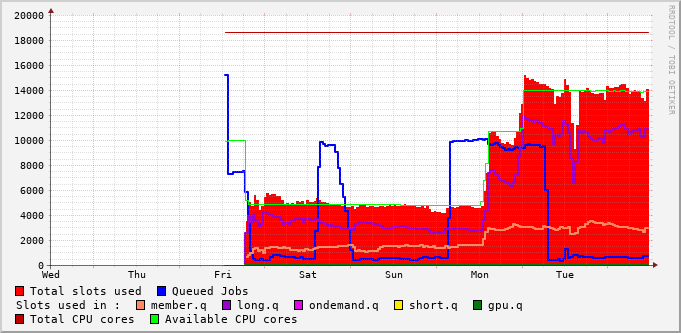 20000
18000
16000
14000
12000
10000
8000
6000
4000
2000
0
Wed Thu Fri Sat Sun Mon Tue
RRDTOOL / TOBI OETIKER
Total slots used Queued Jobs
Slots used in : member.q long.q ondemand.q short.q gpu.q
Total CPU cores Available CPU cores